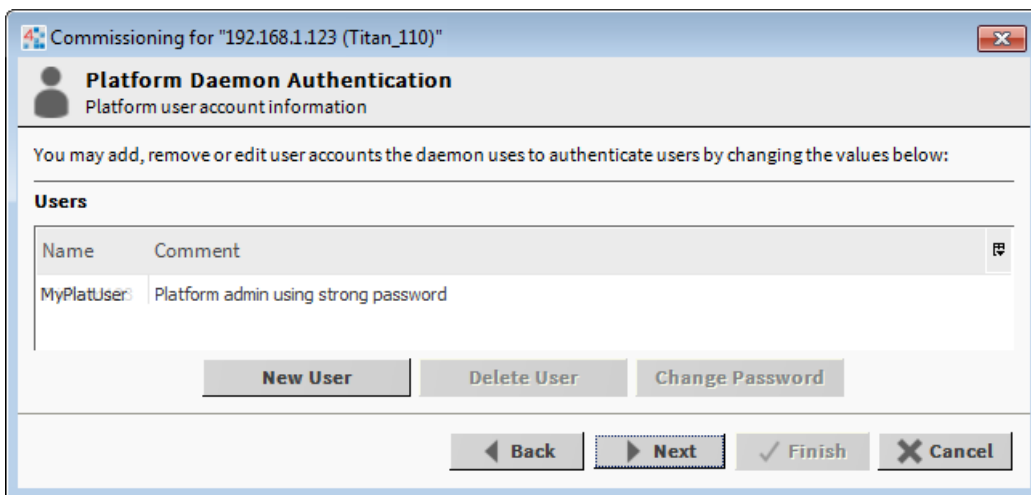 Commissioning for "192.168.1.123 (Titan_110)"
Platform Daemon Authentication
Platform user account information
You may add, remove or edit user accounts the daemon uses to authenticate users by changing the values below:
Users
Name Comment
MyPlatUser Platform admin using strong password
New User Delete User Change Password
Back Next Finish Cancel